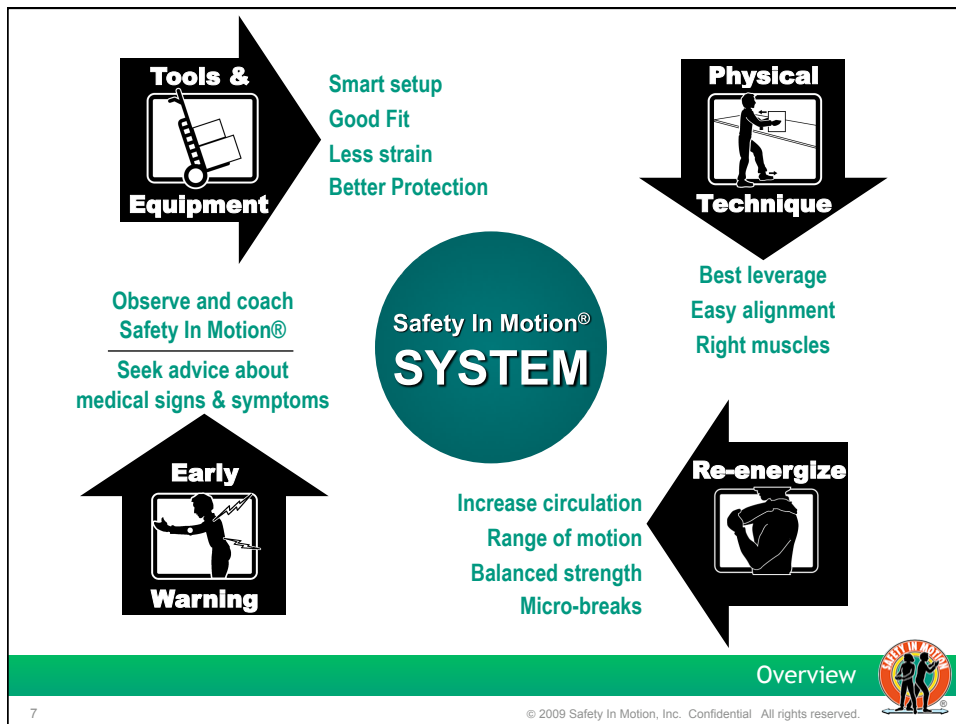 Tools &
Equipment
Smart setup
Good Fit
Less strain
Better Protection
Physical
Technique
Best leverage
Easy alignment
Right muscles
Safety In Motion®
SYSTEM
Observe and coach
Safety In Motion®
Seek advice about
medical signs & symptoms
Early
Warning
Re-energize
Increase circulation
Range of motion
Balanced strength
Micro-breaks
Overview
SAFETY IN MOTION
®
7
© 2009 Safety In Motion, Inc. Confidential All rights reserved.